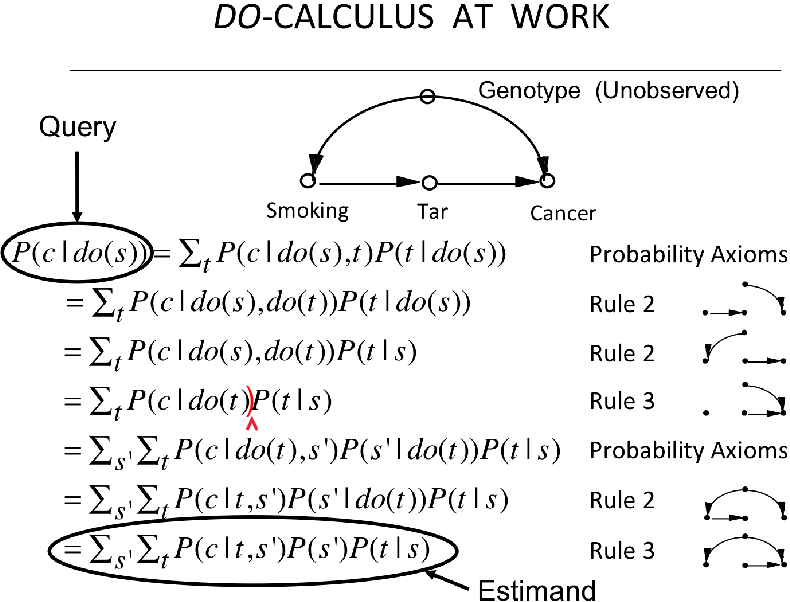 DO-CALCULUS AT WORK
Genotype (Unobserved)
Query
Smoking Tar Cancer
P(c | do(s)) = ∑ₜ P(c | do(s),t)P(t | do(s)) Probability Axioms
= ∑ₜ P(c | do(s),do(t))P(t | do(s)) Rule 2
= ∑ₜ P(c | do(s),do(t))P(t | s) Rule 2
= ∑ₜ P(c | do(t))P(t | s) Rule 3
^
= ∑ₛ' ∑ₜ P(c | do(t),s')P(s' | do(t))P(t | s) Probability Axioms
= ∑ₛ' ∑ₜ P(c | t,s')P(s' | do(t))P(t | s) Rule 2
= ∑ₛ' ∑ₜ P(c | t,s')P(s')P(t | s) Rule 3
Estimand